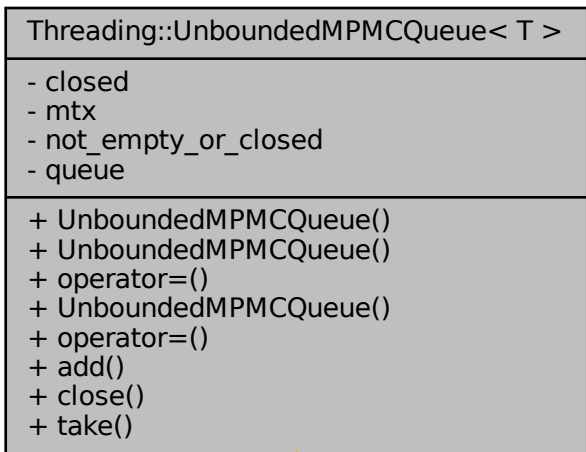 Threading::UnboundedMPMCQueue< T >
- closed
- mtx
- not_empty_or_closed
- queue
+ UnboundedMPMCQueue()
+ UnboundedMPMCQueue()
+ operator=()
+ UnboundedMPMCQueue()
+ operator=()
+ add()
+ close()
+ take()